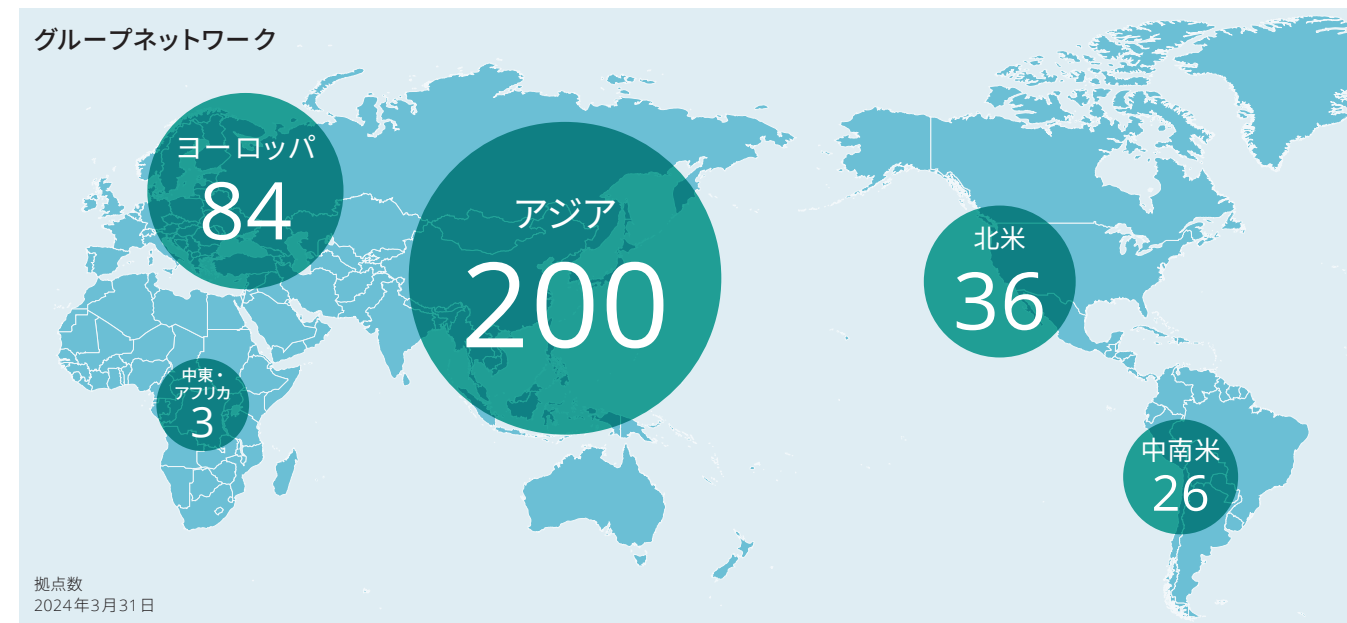 グループネットワーク
ヨーロッパ
84
アジア
200
北米
36
中東・
アフリカ
3
中南米
26
拠点数
2024年3月31日